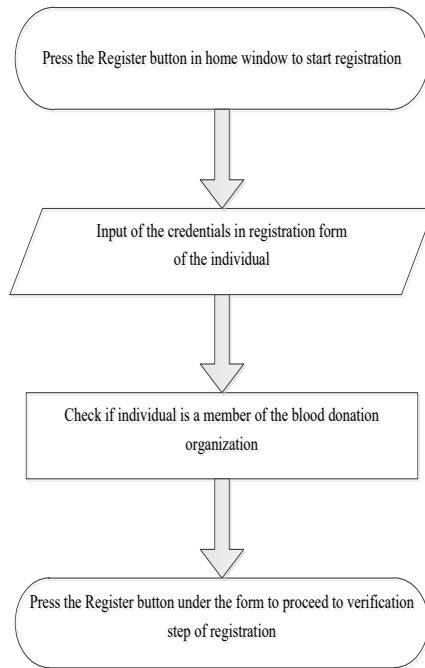 Press the Register button in home window to start registration
Input of the credentials in registration form
of the individual
Check if individual is a member of the blood donation
organization
Press the Register button under the form to proceed to verification
step of registration